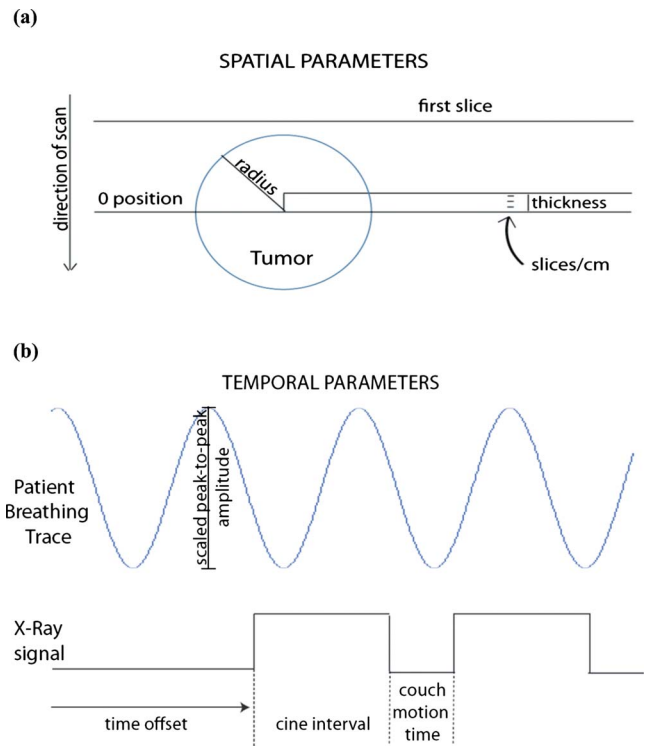 (a)
SPATIAL PARAMETERS
first slice
direction of scan
radius
0 position
thickness
Tumor
slices/cm
(b)
TEMPORAL PARAMETERS
Patient
Breathing
Trace
scaled peak-to-peak
amplitude
X-Ray
signal
time offset
cine interval
couch
motion
time